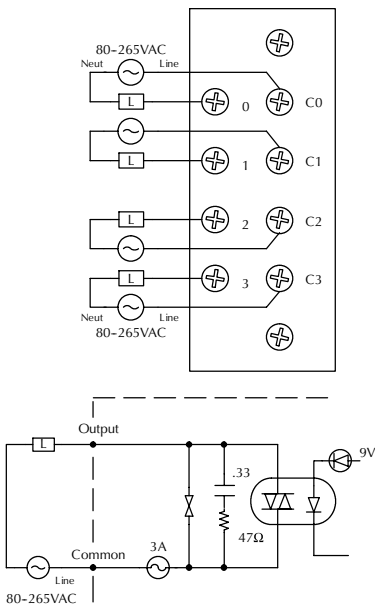 80-265VAC
Neut Line
L 0 C0
L 1 C1
L 2 C2
L 3 C3
Neut Line
80-265VAC
Output
L
9V
.33
47Ω
Common
3A
Line
80-265VAC